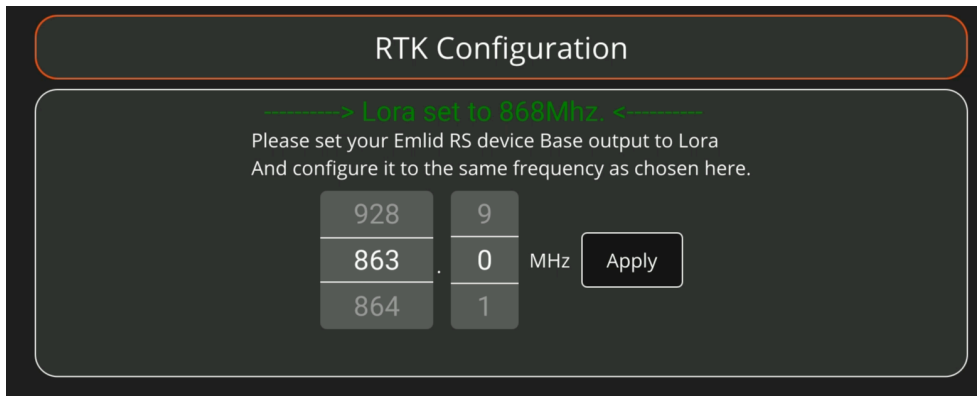 RTK Configuration
----------> Lora set to 868Mhz. <----------
Please set your Emlid RS device Base output to Lora
And configure it to the same frequency as chosen here.
928 9
863 . 0 MHz Apply
864 1